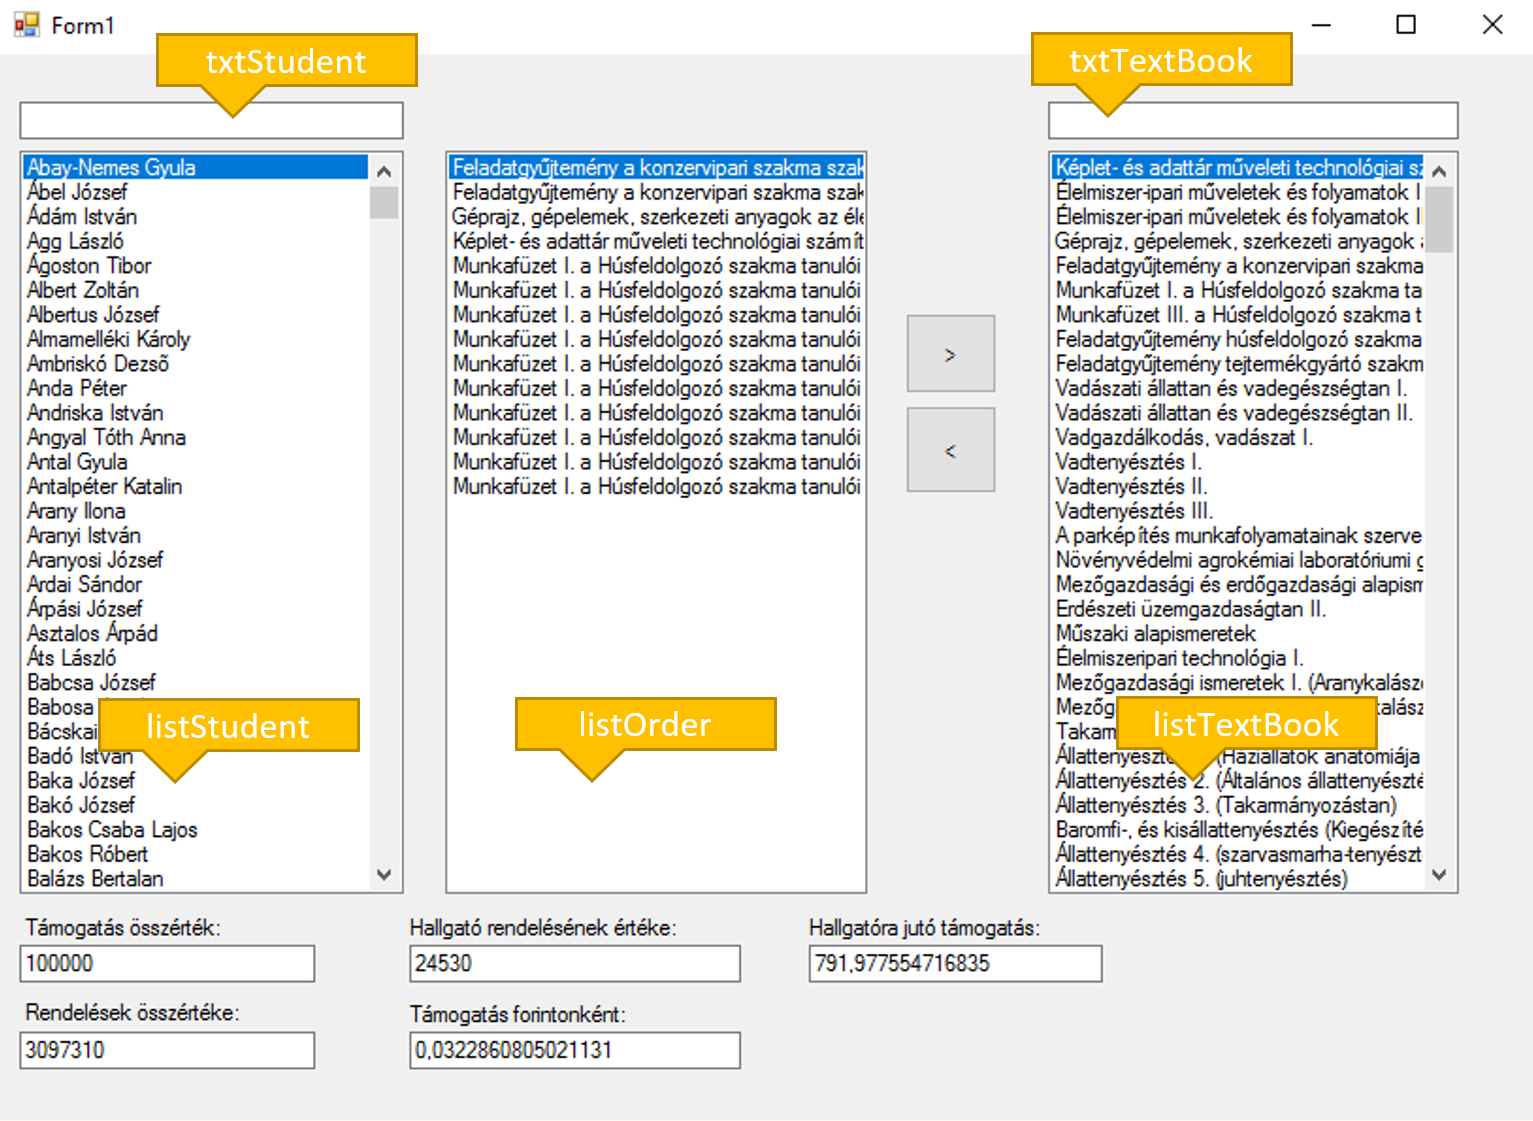 Form1
txtStudent
txtTextBook
Abay-Nemes Gyula
Ábel József
Ádám István
Agg László
Ágoston Tibor
Albert Zoltán
Albertus József
Almamelléki Károly
Ambriskó Dezső
Anda Péter
Andriska István
Angyal Tóth Anna
Antal Gyula
Antalpéter Katalin
Arany Ilona
Aranyi István
Aranyosi József
Ardai Sándor
Árpási József
Asztalos Árpád
Áts László
Babcsa József
Babosa
Bácskai
Badó István
Baka József
Bakó József
Bakos Csaba Lajos
Bakos Róbert
Balázs Bertalan
listStudent
Feladatgyűjtemény a konzervipari szakma szak
Feladatgyűjtemény a konzervipari szakma szak
Géprajz, gépelemek, szerkezeti anyagok az éle
Képlet- és adattár műveleti technológiai számít
Munkafüzet I. a Húsfeldolgozó szakma tanulói
Munkafüzet I. a Húsfeldolgozó szakma tanulói
Munkafüzet I. a Húsfeldolgozó szakma tanulói
Munkafüzet I. a Húsfeldolgozó szakma tanulói
Munkafüzet I. a Húsfeldolgozó szakma tanulói
Munkafüzet I. a Húsfeldolgozó szakma tanulói
Munkafüzet I. a Húsfeldolgozó szakma tanulói
Munkafüzet I. a Húsfeldolgozó szakma tanulói
Munkafüzet I. a Húsfeldolgozó szakma tanulói
Munkafüzet I. a Húsfeldolgozó szakma tanulói
listOrder
>
<
Képlet- és adattár műveleti technológiai sz
Élelmiszer-ipari műveletek és folyamatok I
Élelmiszer-ipari műveletek és folyamatok II
Géprajz, gépelemek, szerkezeti anyagok a
Feladatgyűjtemény a konzervipari szakma
Munkafüzet I. a Húsfeldolgozó szakma ta
Munkafüzet III. a Húsfeldolgozó szakma t
Feladatgyűjtemény húsfeldolgozó szakma
Feladatgyűjtemény tejtermékgyártó szakm
Vadászati állattan és vadegészségtan I.
Vadászati állattan és vadegészségtan II.
Vadgazdálkodás, vadászat I.
Vadtenyésztés I.
Vadtenyésztés II.
Vadtenyésztés III.
A parképítés munkafolyamatainak szerve
Növényvédelmi agrokémiai laboratóriumi g
Mezőgazdasági és erdőgazdasági alapism
Erdészeti üzemgazdaságtan II.
Műszaki alapismeretek
Élelmiszeripari technológia I.
Mezőgazdasági ismeretek I. (Aranykalász
Mezőg kalász
Takarm
Állattenyészt (Háziállatok anatómiája
Állattenyésztés 2. (Általános állattenyészté
Állattenyésztés 3. (Takarmányozástan)
Baromfi-, és kisállattenyésztés (Kiegészíté
Állattenyésztés 4. (szarvasmarha-tenyészt
Állattenyésztés 5. (juhtenyésztés)
listTextBook
Támogatás összérték:
100000
Hallgató rendelésének értéke:
24530
Hallgatóra jutó támogatás:
791,977554716835
Rendelések összértéke:
3097310
Támogatás forintonként:
0,0322860805021131